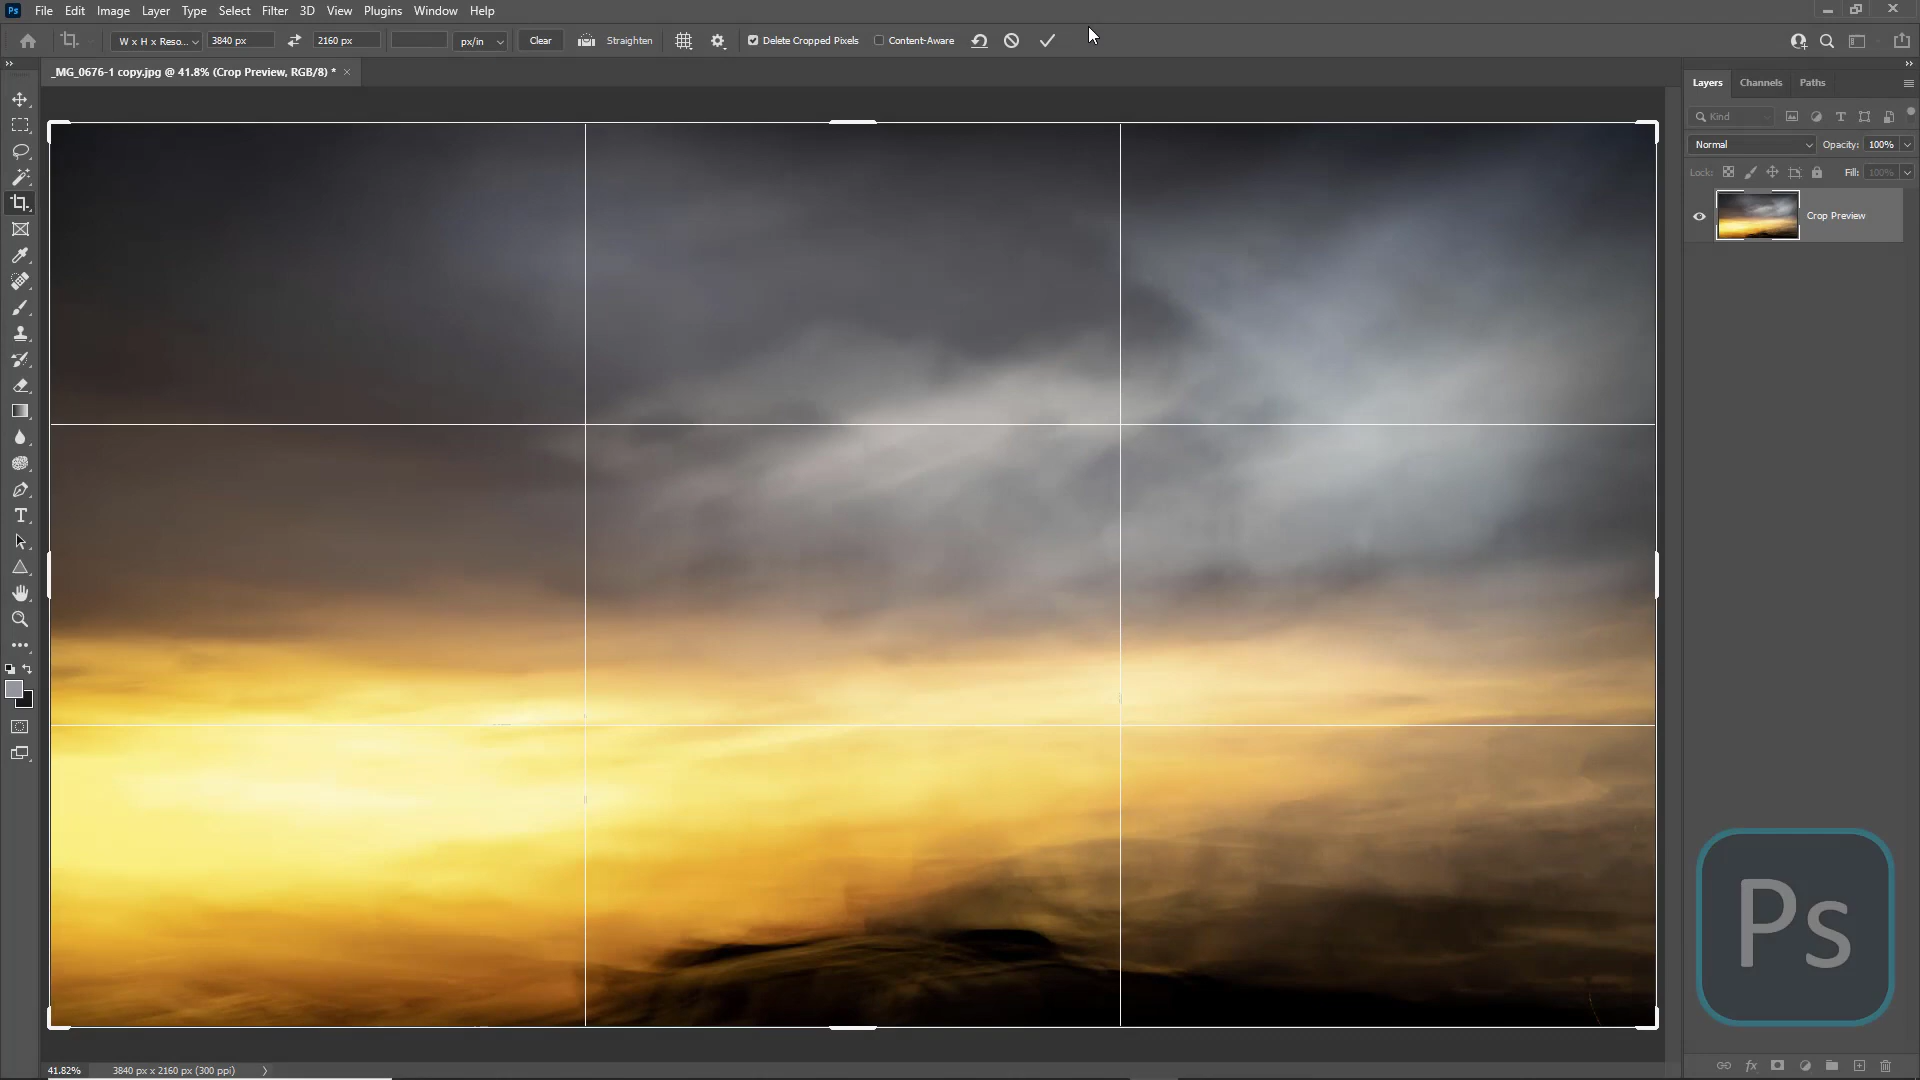 Ps File Edit Image Layer Type Select Filter 3D View Plugins Window Help
W x H x Reso... 3840 px 2160 px px/in Clear Straighten Delete Cropped Pixels Content-Aware
_MG_0676-1 copy.jpg @ 41.8% (Crop Preview, RGB/8) * ×
Layers Channels Paths
Kind
Normal Opacity: 100%
Lock: Fill: 100%
Crop Preview
Ps
41.82% 3840 px x 2160 px (300 ppi)